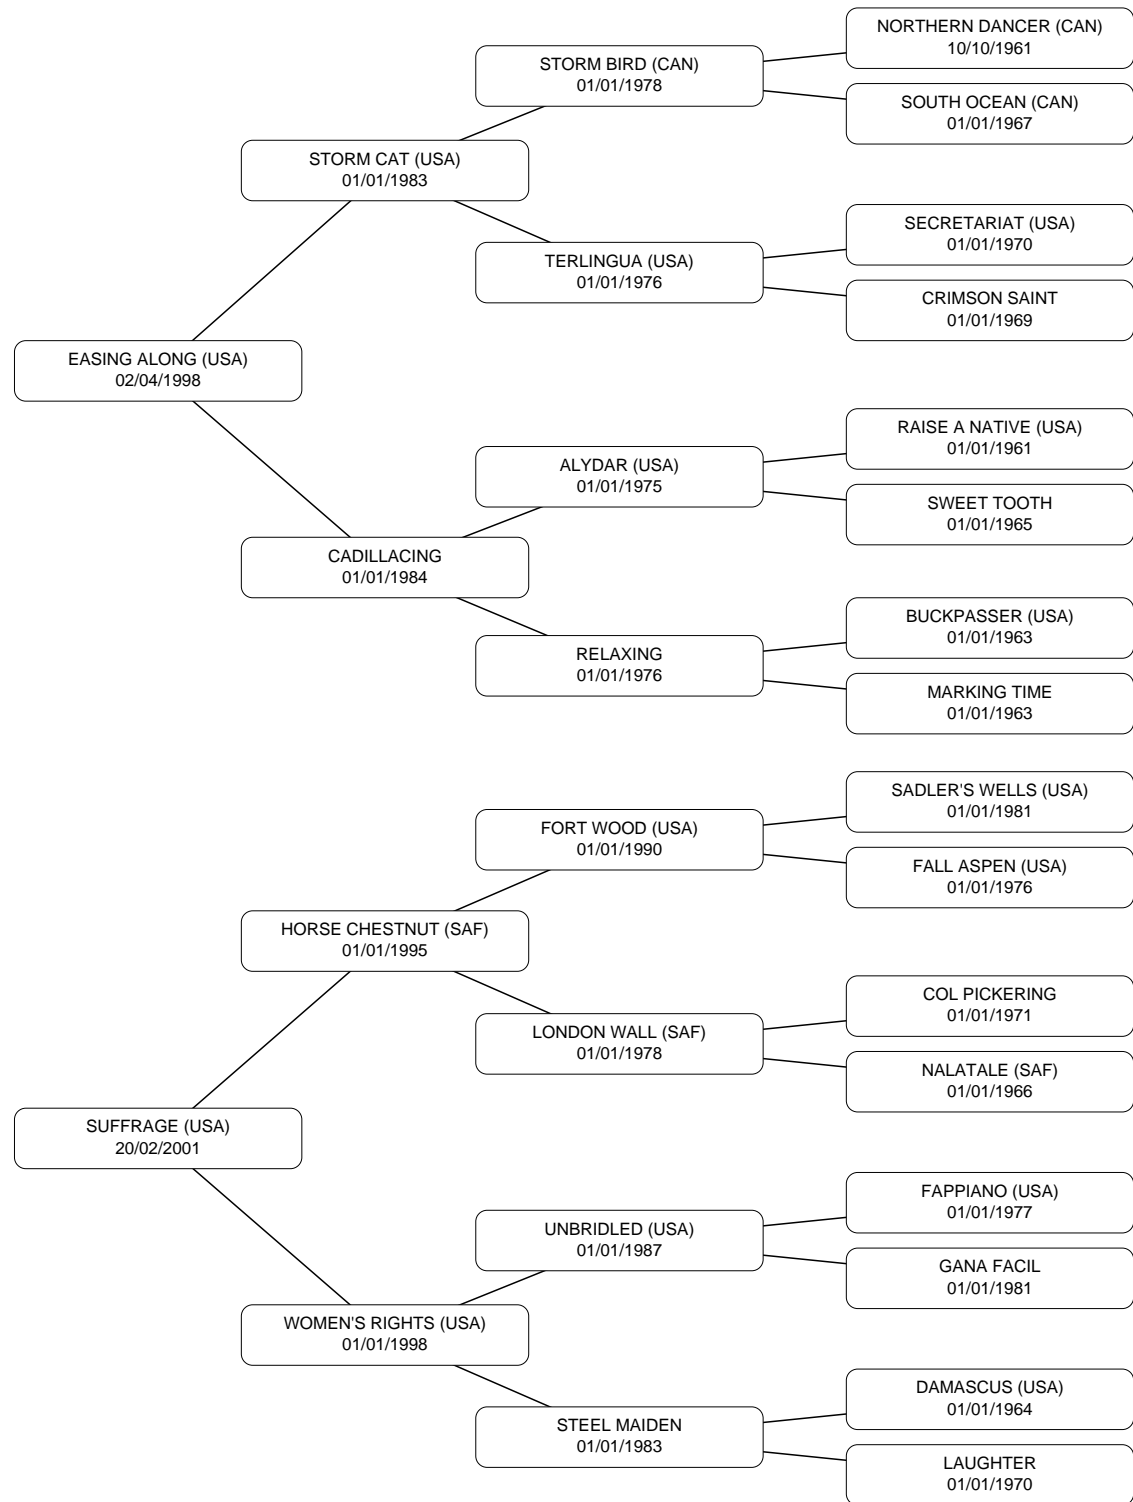 NORTHERN DANCER (CAN)
10/10/1961
STORM BIRD (CAN)
01/01/1978
SOUTH OCEAN (CAN)
01/01/1967
STORM CAT (USA)
01/01/1983
SECRETARIAT (USA)
01/01/1970
TERLINGUA (USA)
01/01/1976
CRIMSON SAINT
01/01/1969
EASING ALONG (USA)
02/04/1998
RAISE A NATIVE (USA)
01/01/1961
ALYDAR (USA)
01/01/1975
SWEET TOOTH
01/01/1965
CADILLACING
01/01/1984
BUCKPASSER (USA)
01/01/1963
RELAXING
01/01/1976
MARKING TIME
01/01/1963
SADLER'S WELLS (USA)
01/01/1981
FORT WOOD (USA)
01/01/1990
FALL ASPEN (USA)
01/01/1976
HORSE CHESTNUT (SAF)
01/01/1995
COL PICKERING
01/01/1971
LONDON WALL (SAF)
01/01/1978
NALATALE (SAF)
01/01/1966
SUFFRAGE (USA)
20/02/2001
FAPPIANO (USA)
01/01/1977
UNBRIDLED (USA)
01/01/1987
GANA FACIL
01/01/1981
WOMEN'S RIGHTS (USA)
01/01/1998
DAMASCUS (USA)
01/01/1964
STEEL MAIDEN
01/01/1983
LAUGHTER
01/01/1970